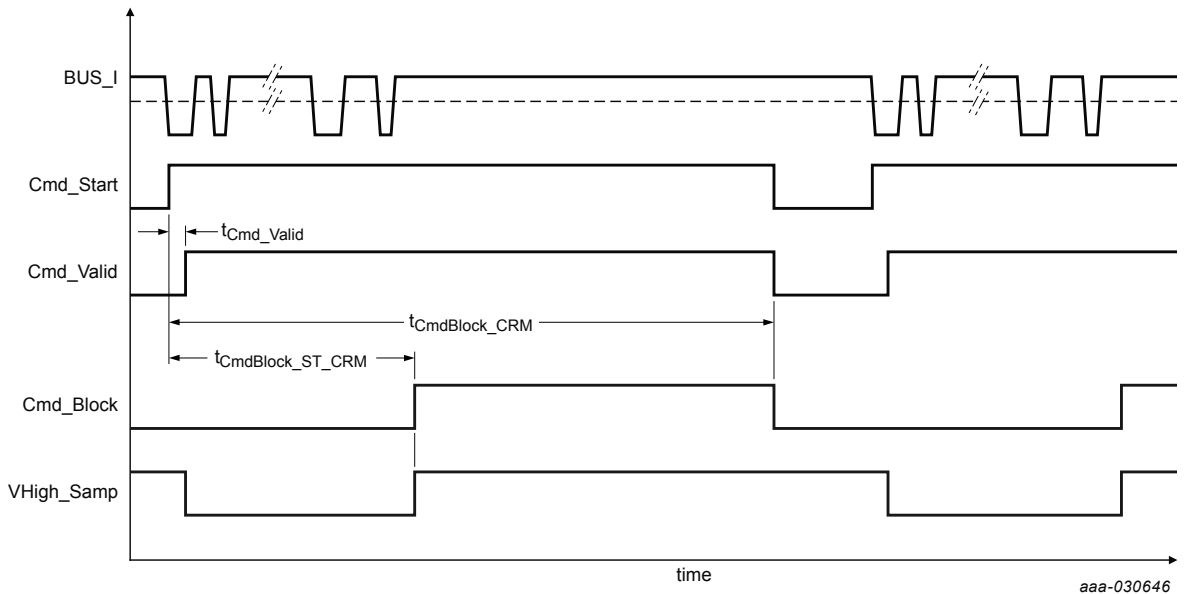 BUS_I
Cmd_Start
tCmd_Valid
Cmd_Valid
tCmdBlock_CRM
tCmdBlock_ST_CRM
Cmd_Block
VHigh_Samp
time
aaa-030646